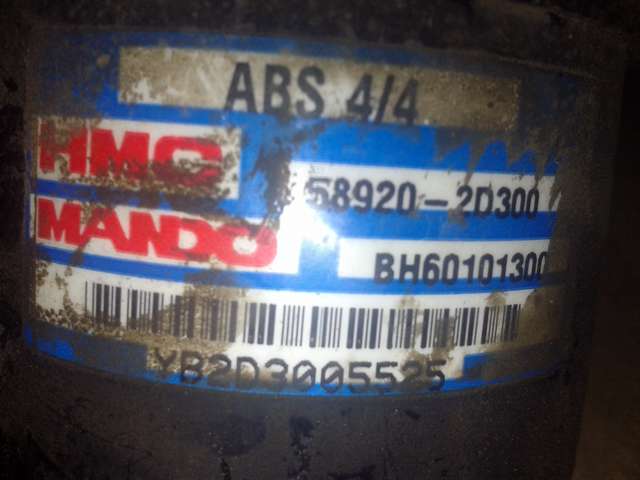 ABS 4/4
HMC
58920-2D300
MANDO
BH60101300
YB2D3005525